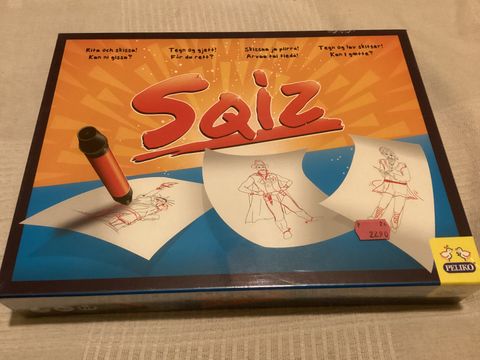 Rita och skissa!
Kan ni gissa?
Tegn og gjett!
Får du rett?
Skissaa ja piirrä!
Arvaa tai tiedä!
Tegn og lav skitser!
Kan I gætte?
Sqiz
2290
PELIKO